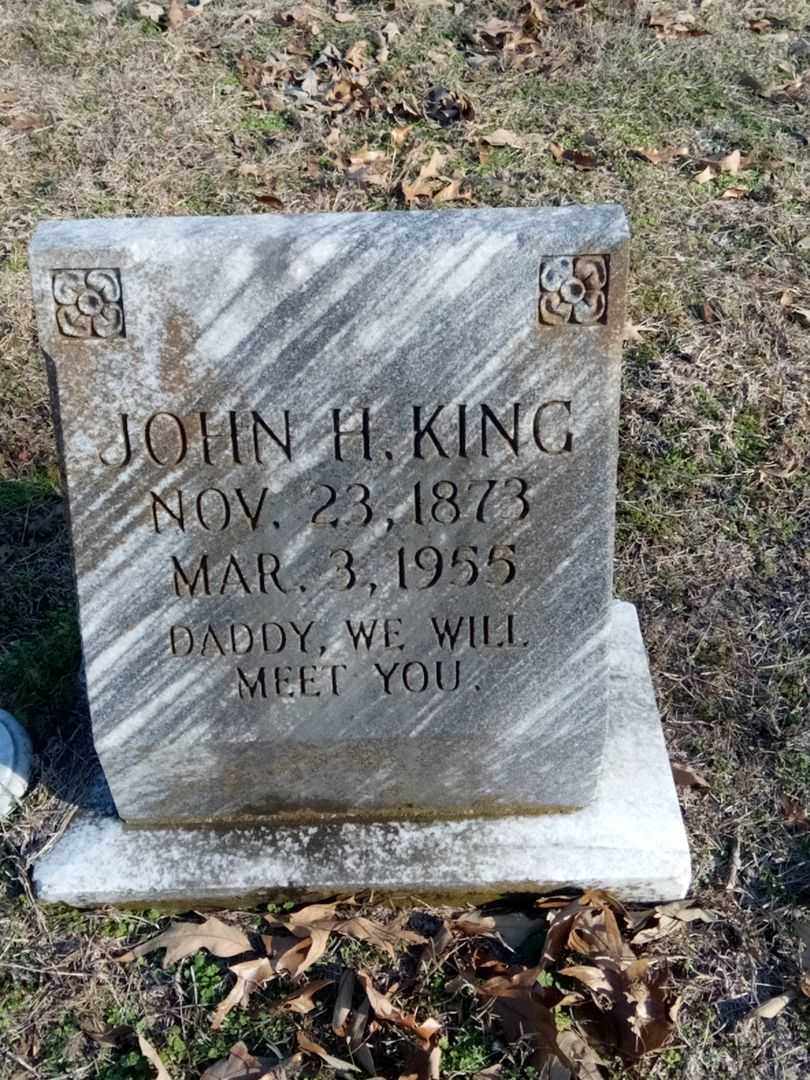 JOHN H. KING
NOV. 23, 1873
MAR. 3, 1955
DADDY, WE WILL
MEET YOU.